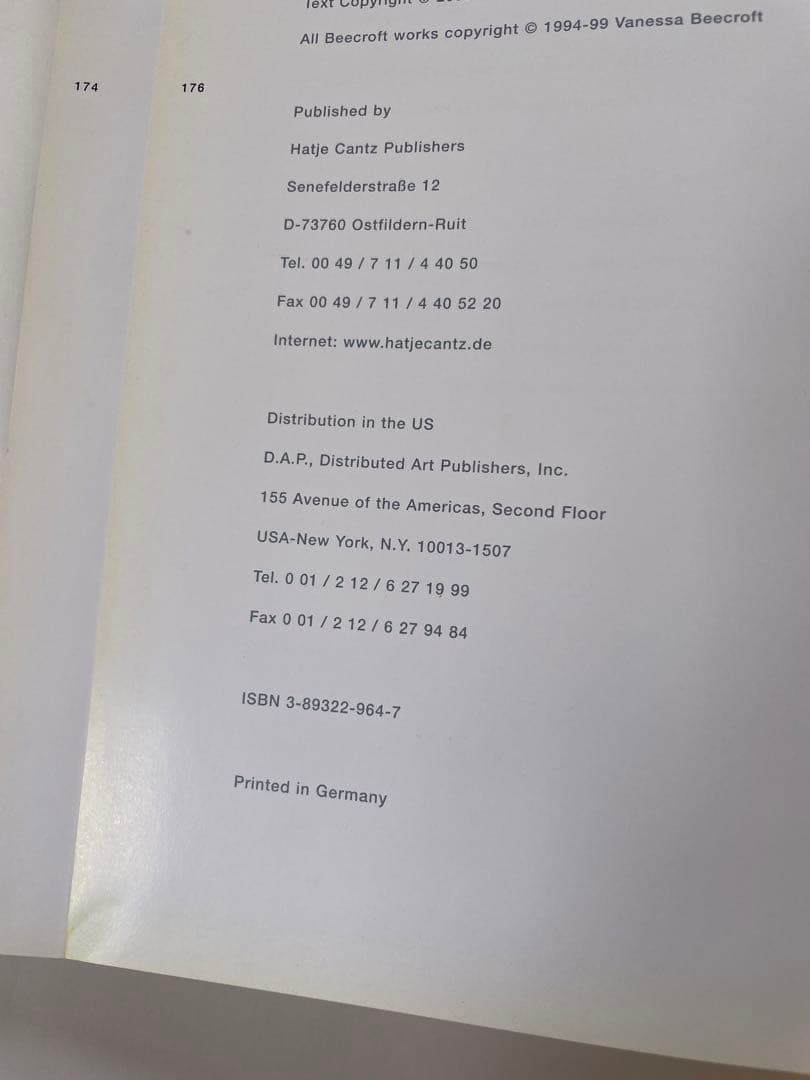 Text Copyright ©
All Beecroft works copyright © 1994-99 Vanessa Beecroft
174
176
Published by
Hatje Cantz Publishers
Senefelderstraße 12
D-73760 Ostfildern-Ruit
Tel. 00 49 / 7 11 / 4 40 50
Fax 00 49 / 7 11 / 4 40 52 20
Internet: www.hatjecantz.de
Distribution in the US
D.A.P., Distributed Art Publishers, Inc.
155 Avenue of the Americas, Second Floor
USA-New York, N.Y. 10013-1507
Tel. 0 01 / 2 12 / 6 27 19 99
Fax 0 01 / 2 12 / 6 27 94 84
ISBN 3-89322-964-7
Printed in Germany